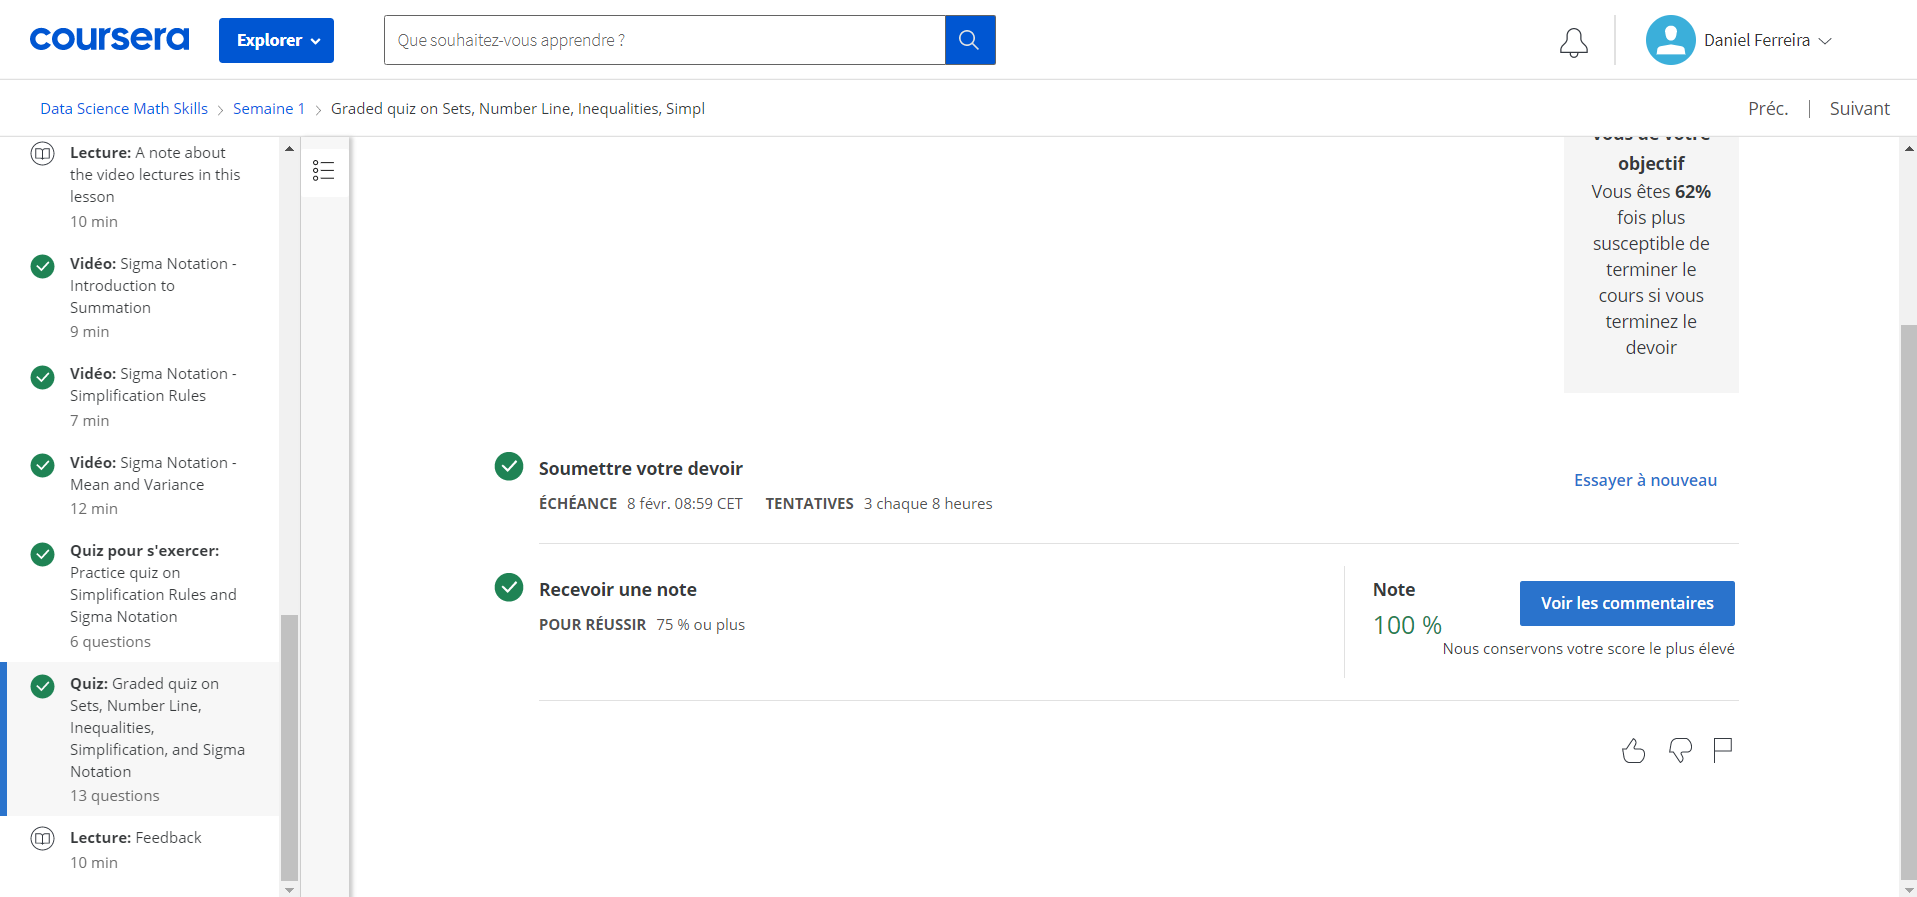 coursera
Explorer
Que souhaitez-vous apprendre ?
Daniel Ferreira
Data Science Math Skills
Semaine 1
Graded quiz on Sets, Number Line, Inequalities, Simpl
Préc.
Suivant
Lecture: A note about
the video lectures in this
lesson
10 min
Vidéo: Sigma Notation -
Introduction to
Summation
9 min
Vidéo: Sigma Notation -
Simplification Rules
7 min
Vidéo: Sigma Notation -
Mean and Variance
12 min
Quiz pour s'exercer:
Practice quiz on
Simplification Rules and
Sigma Notation
6 questions
Quiz: Graded quiz on
Sets, Number Line,
Inequalities,
Simplification, and Sigma
Notation
13 questions
Lecture: Feedback
10 min
vous de votre
objectif
Vous êtes 62%
fois plus
susceptible de
terminer le
cours si vous
terminez le
devoir
Soumettre votre devoir
ÉCHÉANCE 8 févr. 08:59 CET TENTATIVES 3 chaque 8 heures
Essayer à nouveau
Recevoir une note
POUR RÉUSSIR 75 % ou plus
Note
100 %
Voir les commentaires
Nous conservons votre score le plus élevé